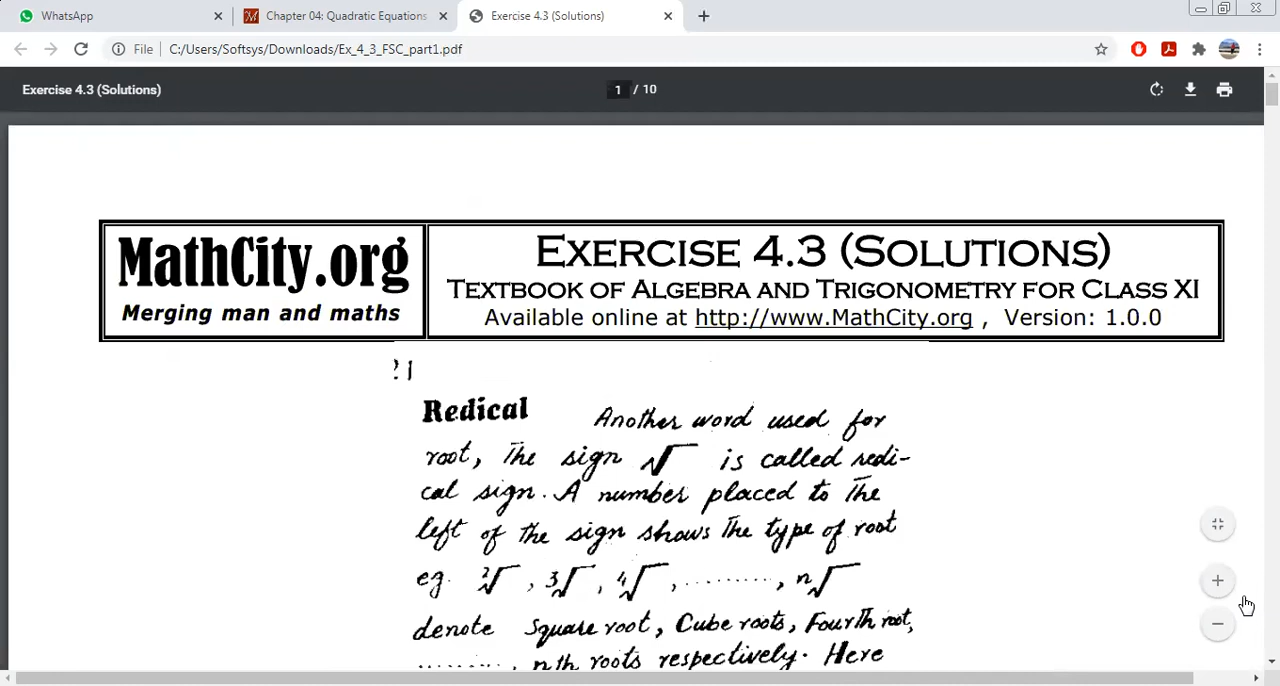 WhatsApp
Chapter 04: Quadratic Equations
Exercise 4.3 (Solutions)
File C:/Users/Softsys/Downloads/Ex_4_3_FSC_part1.pdf
Exercise 4.3 (Solutions)
1 / 10
MathCity.org
Merging man and maths
EXERCISE 4.3 (SOLUTIONS)
TEXTBOOK OF ALGEBRA AND TRIGONOMETRY FOR CLASS XI
Available online at http://www.MathCity.org , Version: 1.0.0
21
Redical Another word used for
root, The sign √ is called redi-
cal sign. A number placed to The
left of the sign shows The type of root
eg. ²√ , ³√ , ⁴√ , .........., ⁿ√
denote Square root, Cube roots, Fourth root,
........, nth roots respectively. Here